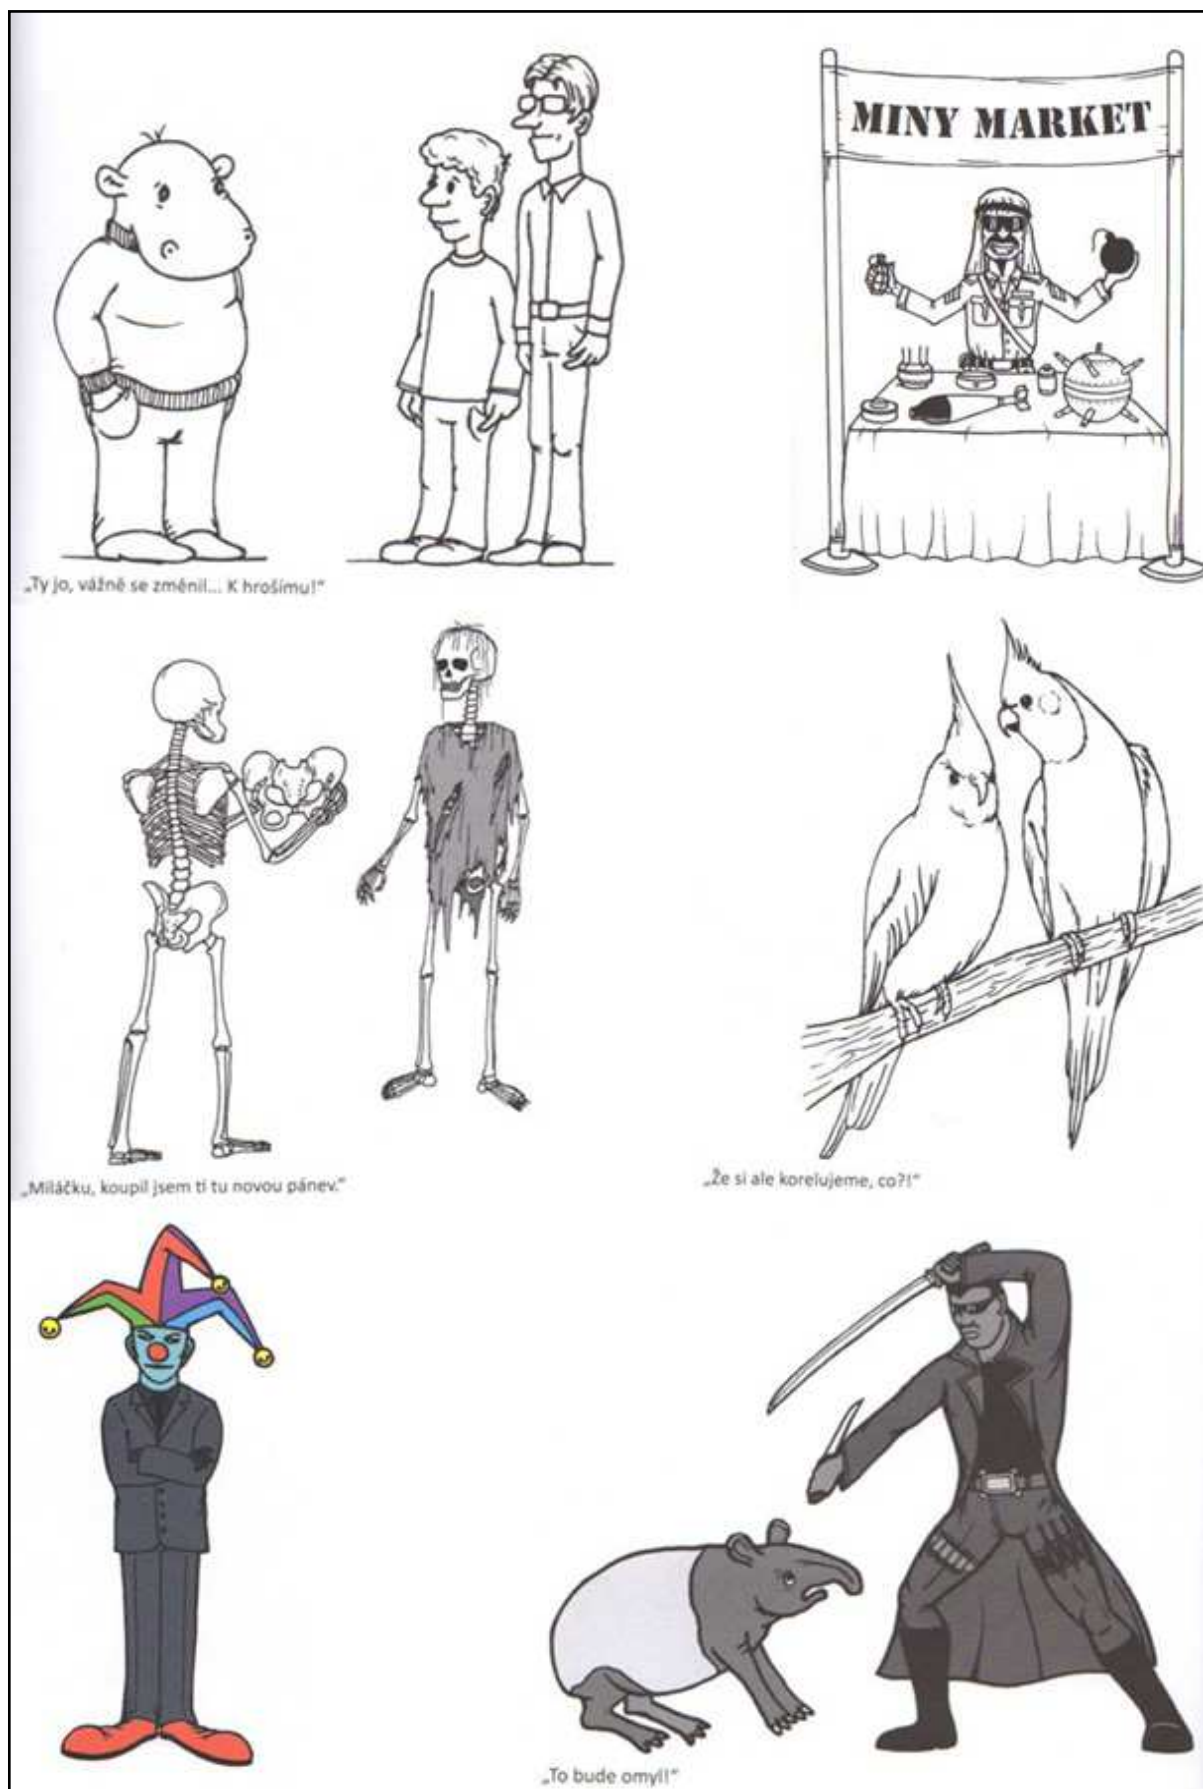 MINY MARKET
„Ty jo, vážně se změnil... K hrošímu!“
„Miláčku, koupil jsem ti tu novou pánev.“
„Že si ale korelujeme, co?!“
„To bude omyl!“